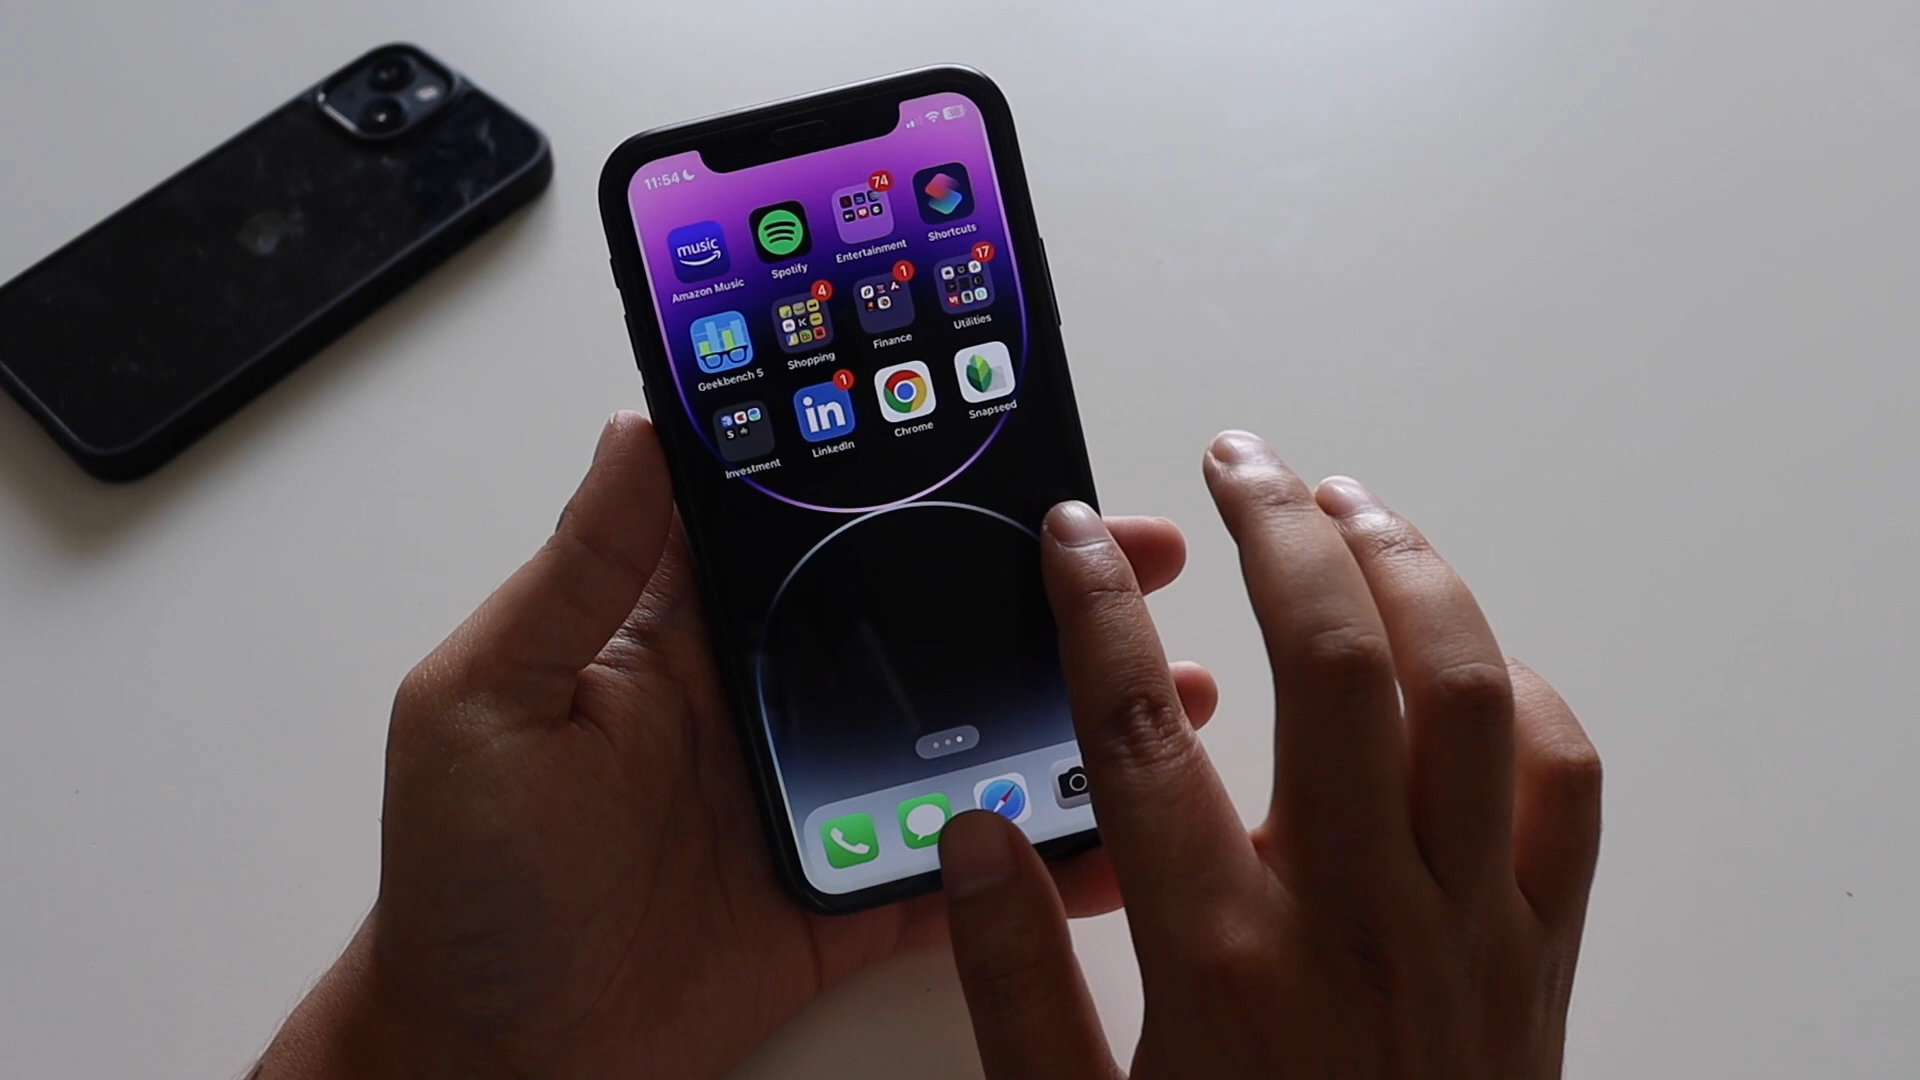 11:54
74
music
Amazon Music
Spotify
Entertainment
Shortcuts
4
1
17
Geekbench 5
Shopping
Finance
Utilities
1
in
Investment
LinkedIn
Chrome
Snapseed